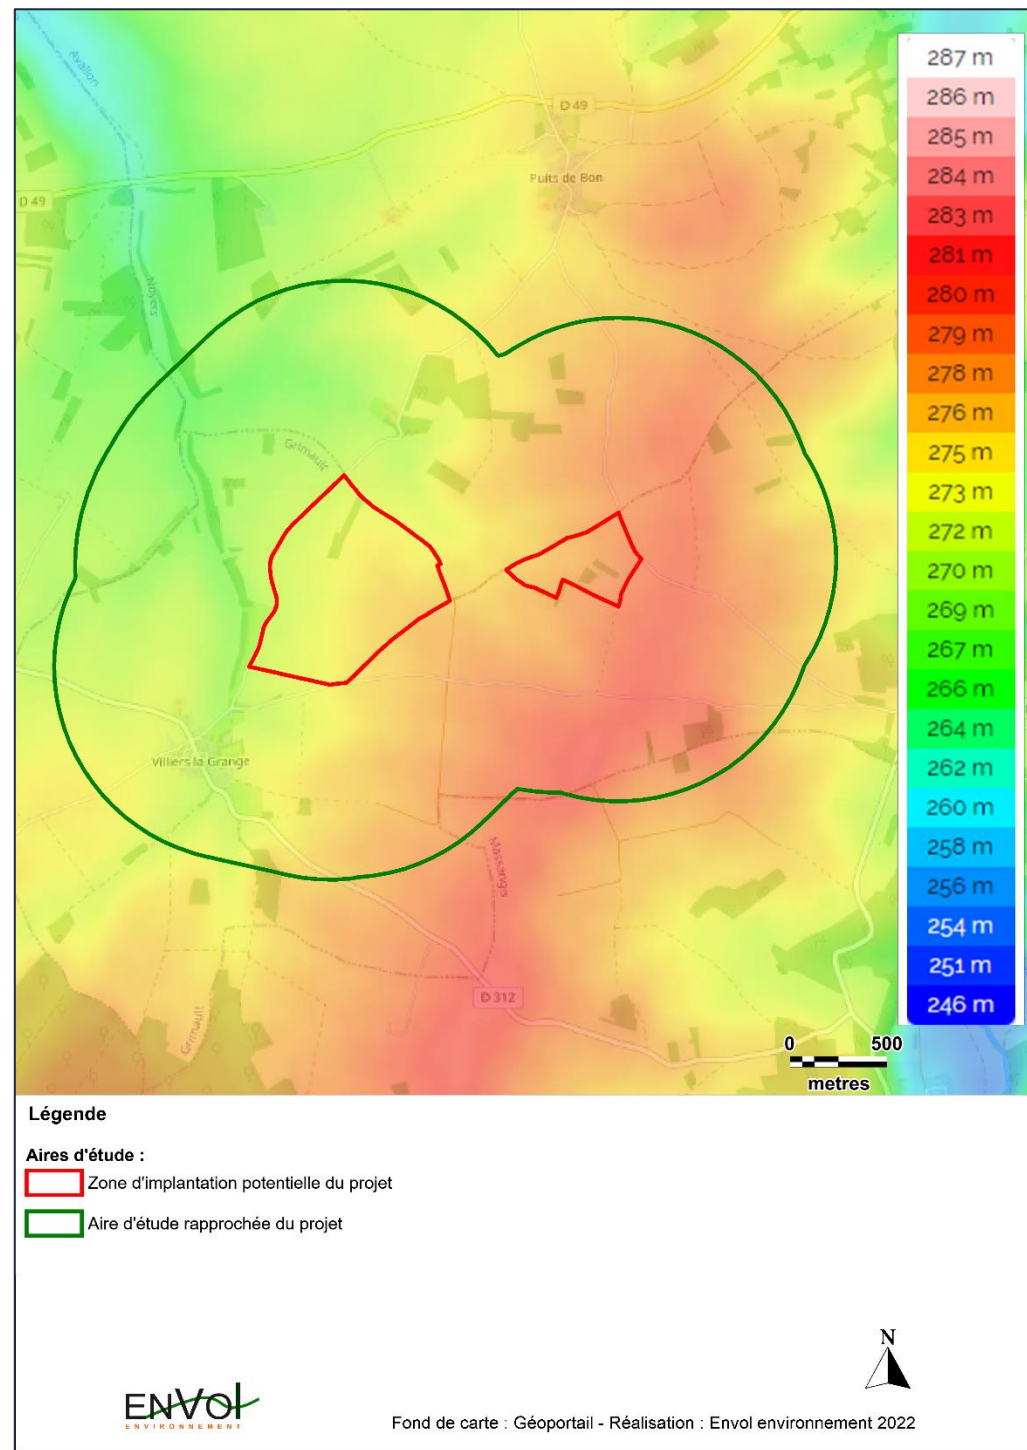 Avallon
D 49
Puits de Bon
D 49
Noyers
Grimault
Villiers la Grange
Massangis
D 312
Grimault
287 m
286 m
285 m
284 m
283 m
281 m
280 m
279 m
278 m
276 m
275 m
273 m
272 m
270 m
269 m
267 m
266 m
264 m
262 m
260 m
258 m
256 m
254 m
251 m
246 m
0 500
metres
Légende
Aires d'étude :
Zone d'implantation potentielle du projet
Aire d'étude rapprochée du projet
N
ENVOl
ENVIRONNEMENT
Fond de carte : Géoportail - Réalisation : Envol environnement 2022